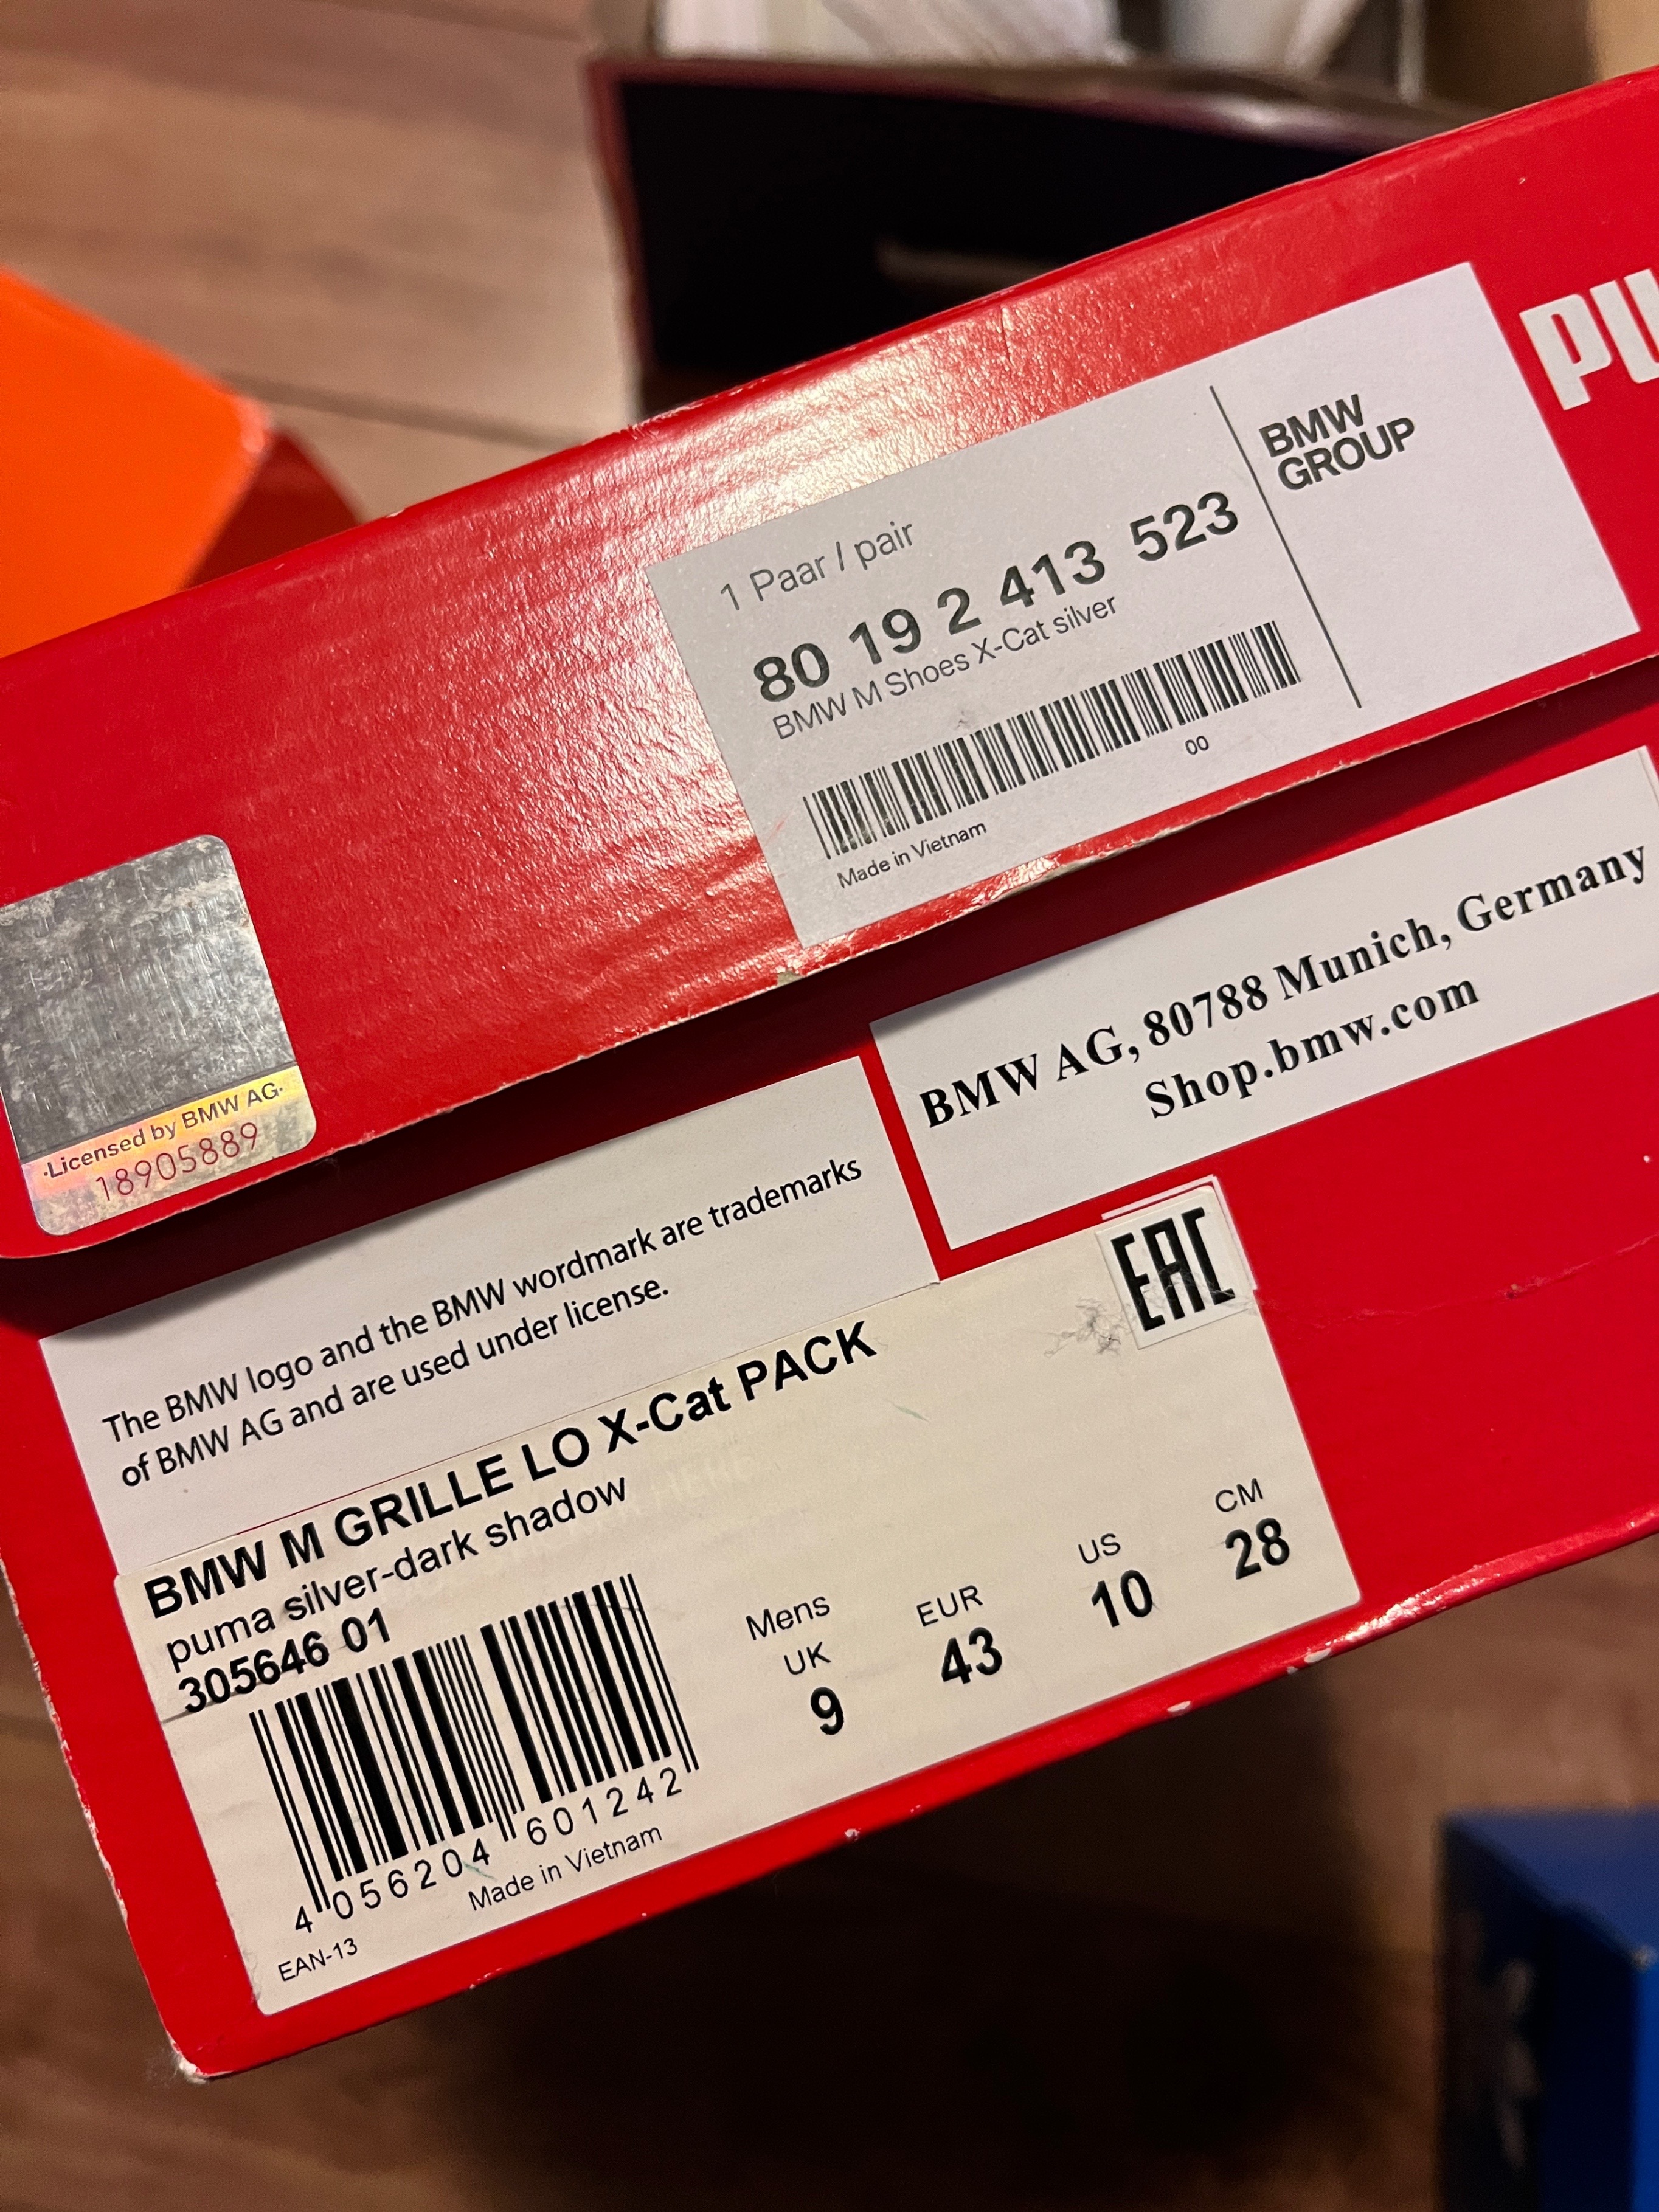 PU
BMW
GROUP
1 Paar / pair
80 19 2 413 523
BMW M Shoes X-Cat silver
00
Made in Vietnam
·Licensed by BMW AG·
18905889
BMW AG, 80788 Munich, Germany
Shop.bmw.com
The BMW logo and the BMW wordmark are trademarks
of BMW AG and are used under license.
EAC
BMW M GRILLE LO X-Cat PACK
puma silver-dark shadow
305646 01
Mens
UK
9
EUR
43
US
10
CM
28
4 056204 601242
Made in Vietnam
EAN-13